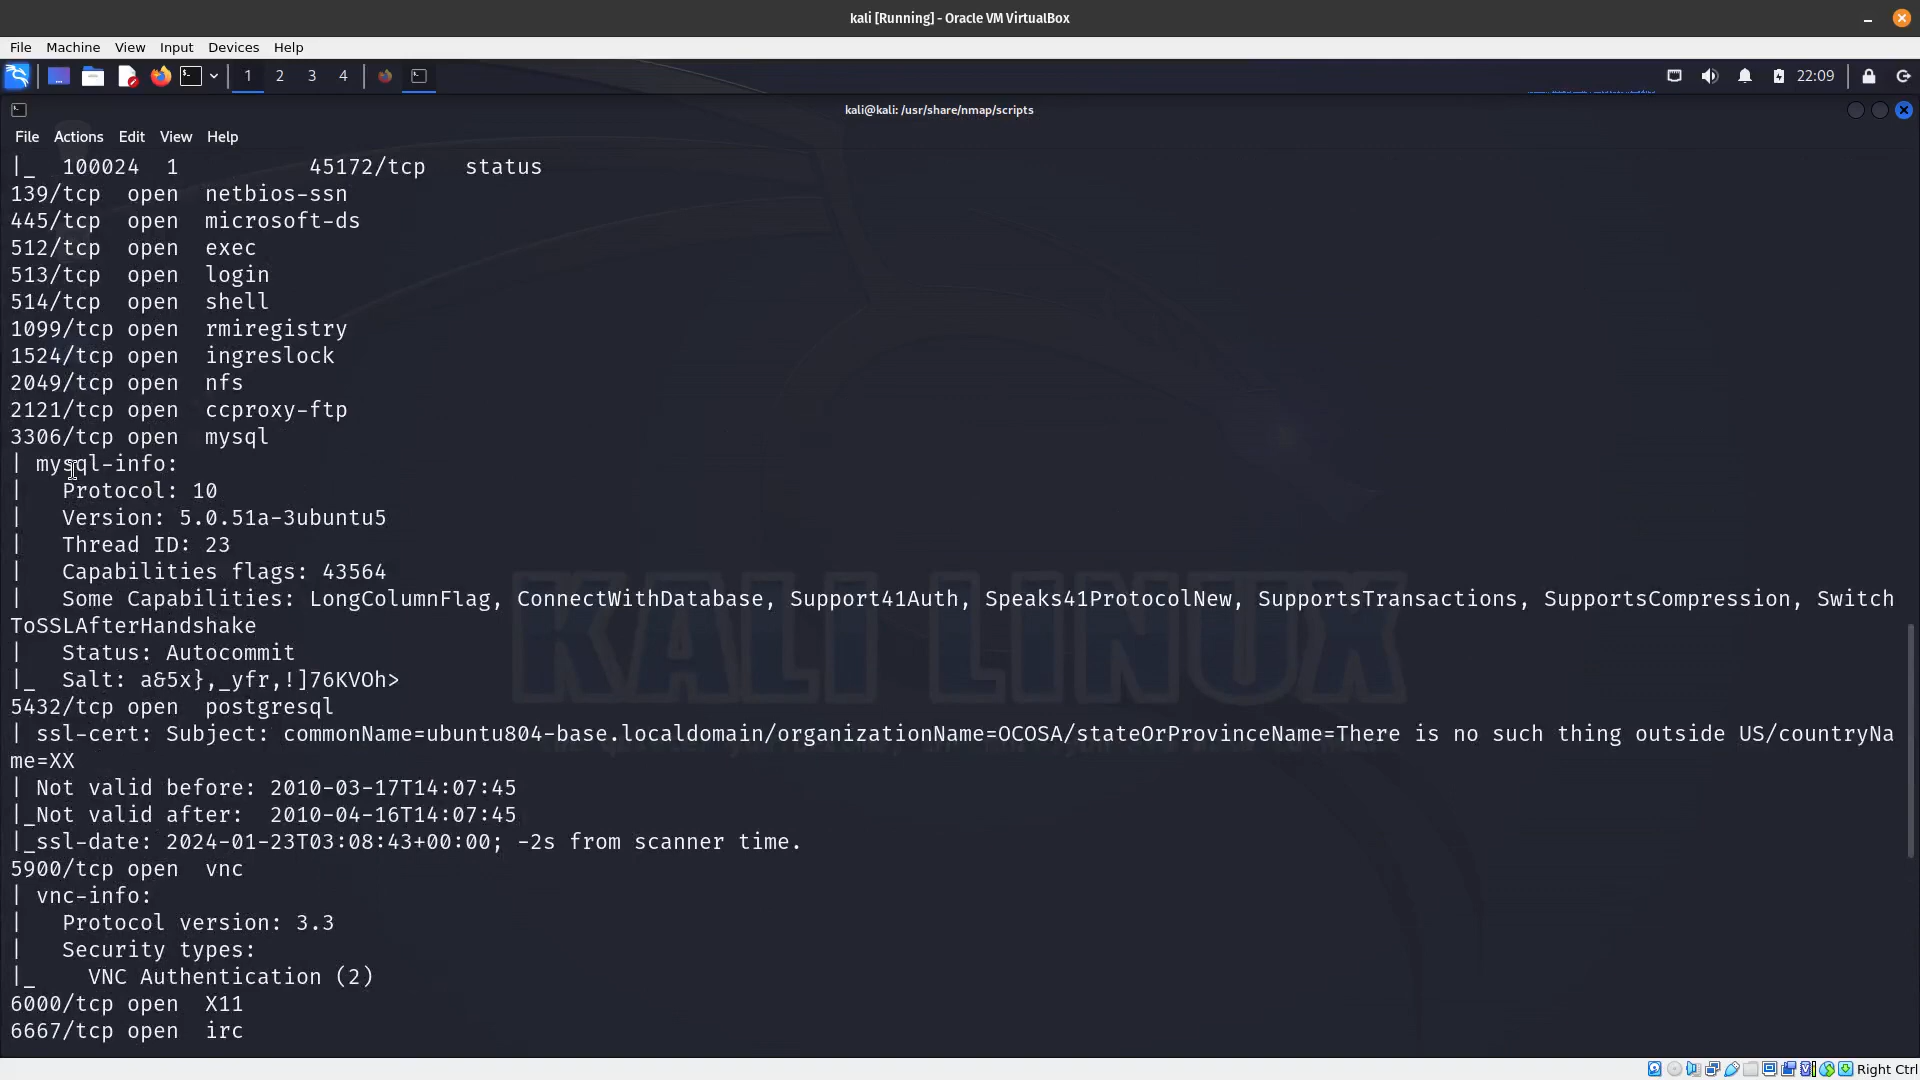 kali [Running] - Oracle VM VirtualBox
File Machine View Input Devices Help
1 2 3 4 22:09
kali@kali: /usr/share/nmap/scripts
File Actions Edit View Help
|_  100024  1          45172/tcp   status
139/tcp  open  netbios-ssn
445/tcp  open  microsoft-ds
512/tcp  open  exec
513/tcp  open  login
514/tcp  open  shell
1099/tcp open  rmiregistry
1524/tcp open  ingreslock
2049/tcp open  nfs
2121/tcp open  ccproxy-ftp
3306/tcp open  mysql
| mysql-info:
|   Protocol: 10
|   Version: 5.0.51a-3ubuntu5
|   Thread ID: 23
|   Capabilities flags: 43564
|   Some Capabilities: LongColumnFlag, ConnectWithDatabase, Support41Auth, Speaks41ProtocolNew, SupportsTransactions, SupportsCompression, Switch
ToSSLAfterHandshake
|   Status: Autocommit
|_  Salt: a&5x},_yfr,!]76KVOh>
5432/tcp open  postgresql
| ssl-cert: Subject: commonName=ubuntu804-base.localdomain/organizationName=OCOSA/stateOrProvinceName=There is no such thing outside US/countryNa
me=XX
| Not valid before: 2010-03-17T14:07:45
|_Not valid after:  2010-04-16T14:07:45
|_ssl-date: 2024-01-23T03:08:43+00:00; -2s from scanner time.
5900/tcp open  vnc
| vnc-info:
|   Protocol version: 3.3
|   Security types:
|_    VNC Authentication (2)
6000/tcp open  X11
6667/tcp open  irc
KALI LINUX
Right Ctrl